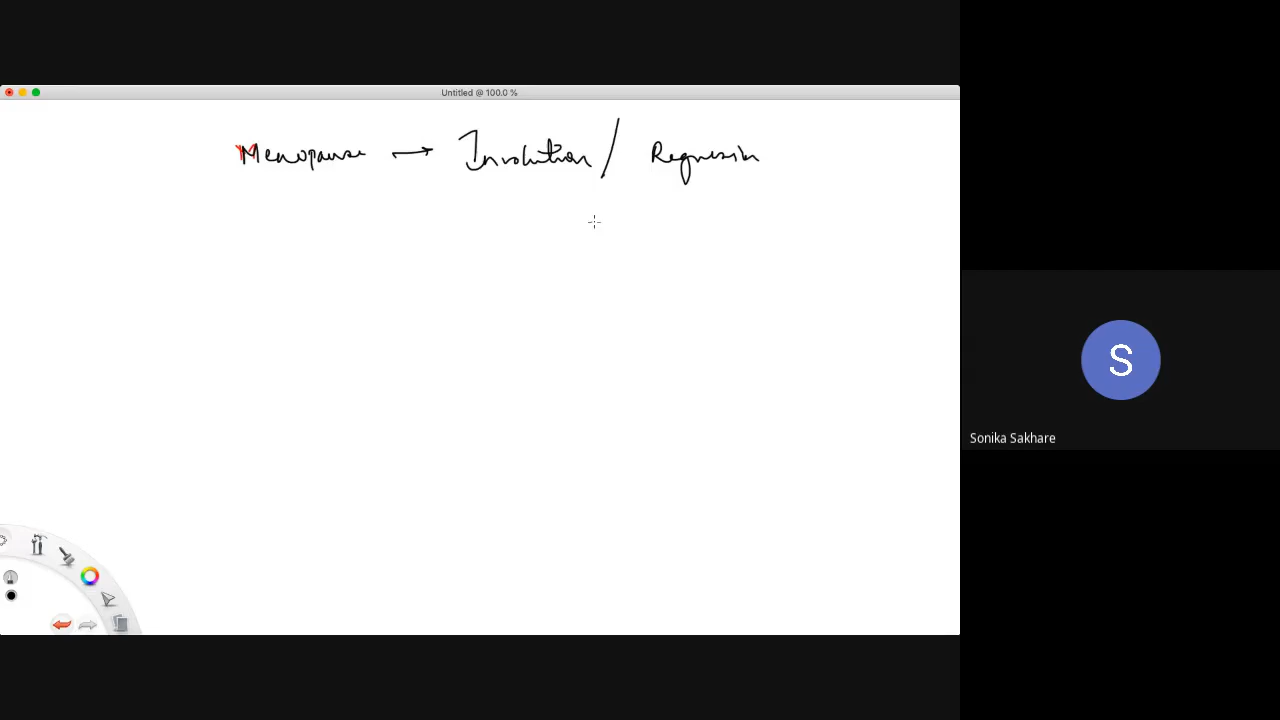 Untitled @ 100.0 %
Menopause → Involution / Regression
S
Sonika Sakhare